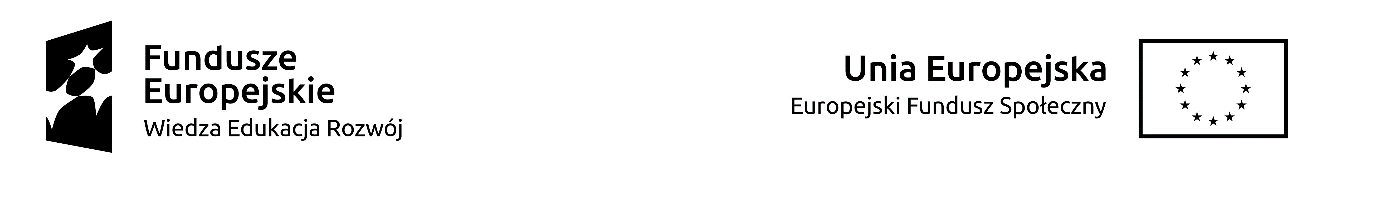 Fundusze
Europejskie
Wiedza Edukacja Rozwój
Unia Europejska
Europejski Fundusz Społeczny